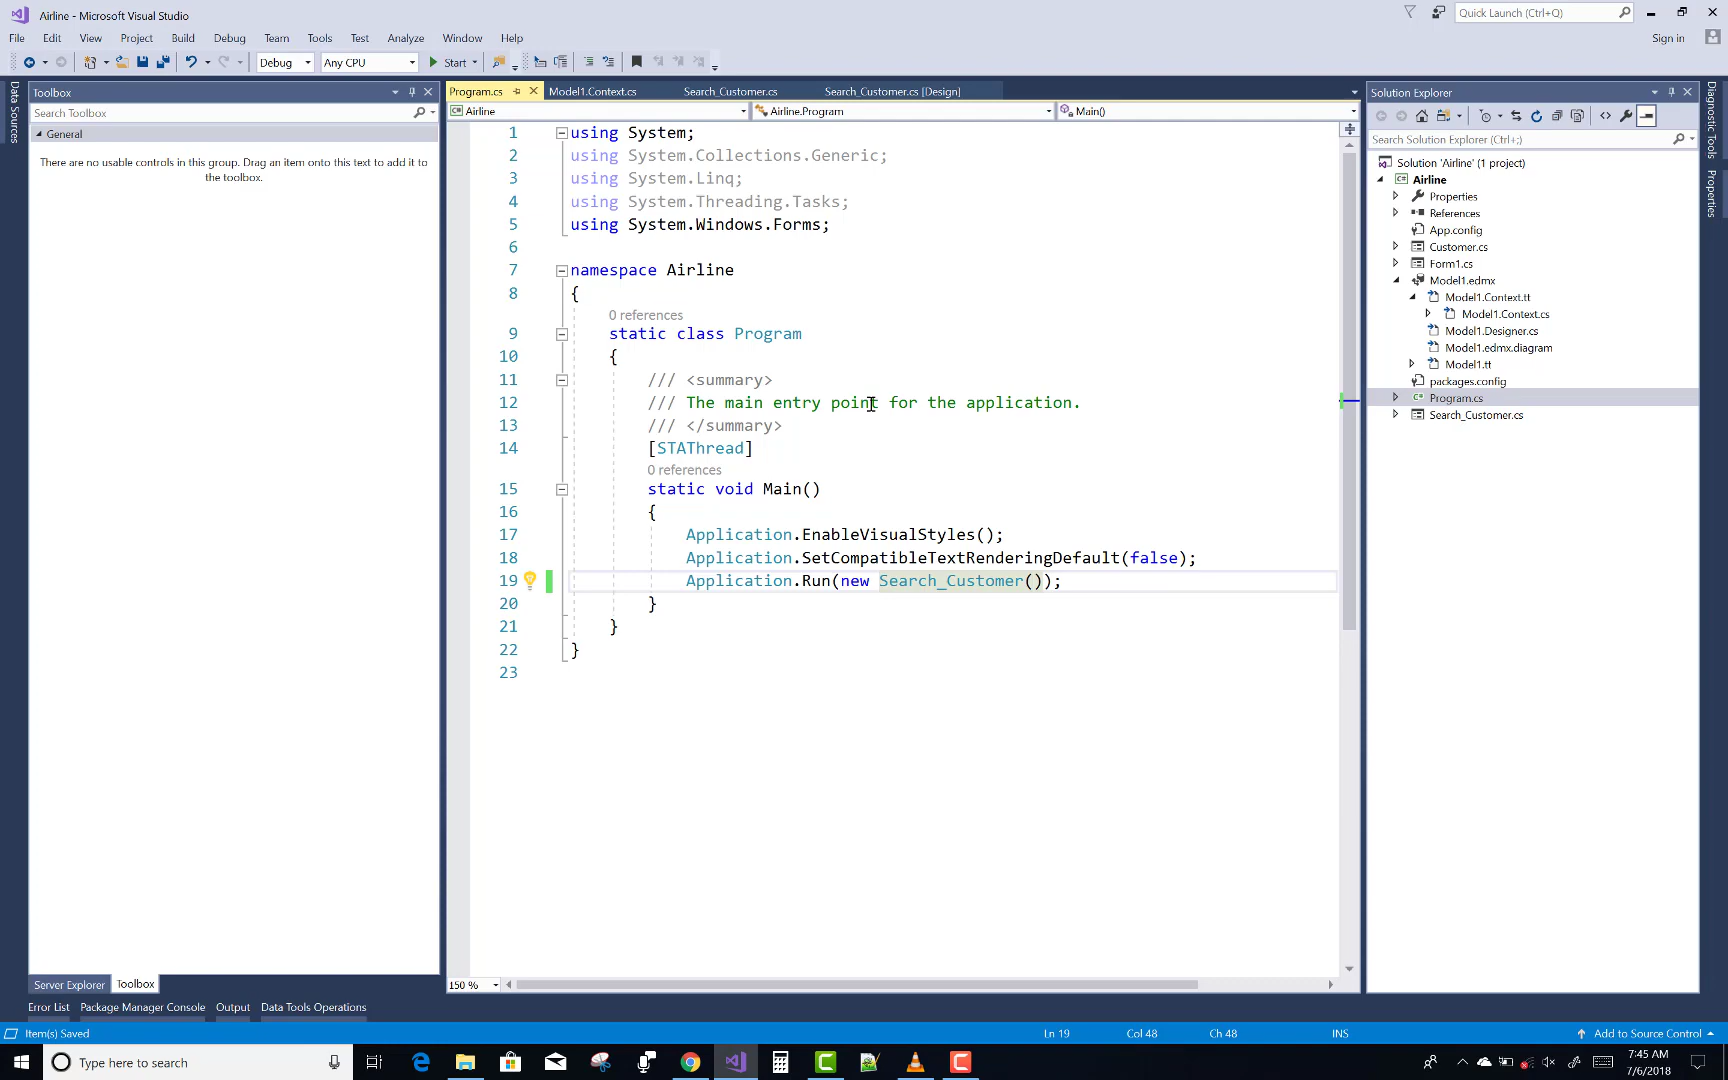 Airline - Microsoft Visual Studio
Quick Launch (Ctrl+Q)
File Edit View Project Build Debug Team Tools Test Analyze Window Help
Sign in
Debug Any CPU Start
Data Sources
Toolbox
Search Toolbox
General
There are no usable controls in this group. Drag an item onto this text to add it to
the toolbox.
Server Explorer Toolbox
Program.cs Model1.Context.cs Search_Customer.cs Search_Customer.cs [Design]
Airline Airline.Program Main()
1 using System;
2 using System.Collections.Generic;
3 using System.Linq;
4 using System.Threading.Tasks;
5 using System.Windows.Forms;
6
7 namespace Airline
8 {
0 references
9 static class Program
10 {
11 /// <summary>
12 /// The main entry point for the application.
13 /// </summary>
14 [STAThread]
0 references
15 static void Main()
16 {
17 Application.EnableVisualStyles();
18 Application.SetCompatibleTextRenderingDefault(false);
19 Application.Run(new Search_Customer());
20 }
21 }
22 }
23
150 %
Solution Explorer
Search Solution Explorer (Ctrl+;)
Solution 'Airline' (1 project)
Airline
Properties
References
App.config
Customer.cs
Form1.cs
Model1.edmx
Model1.Context.tt
Model1.Context.cs
Model1.Designer.cs
Model1.edmx.diagram
Model1.tt
packages.config
Program.cs
Search_Customer.cs
Diagnostic Tools
Properties
Error List Package Manager Console Output Data Tools Operations
Item(s) Saved Ln 19 Col 48 Ch 48 INS Add to Source Control
Type here to search
7:45 AM
7/6/2018